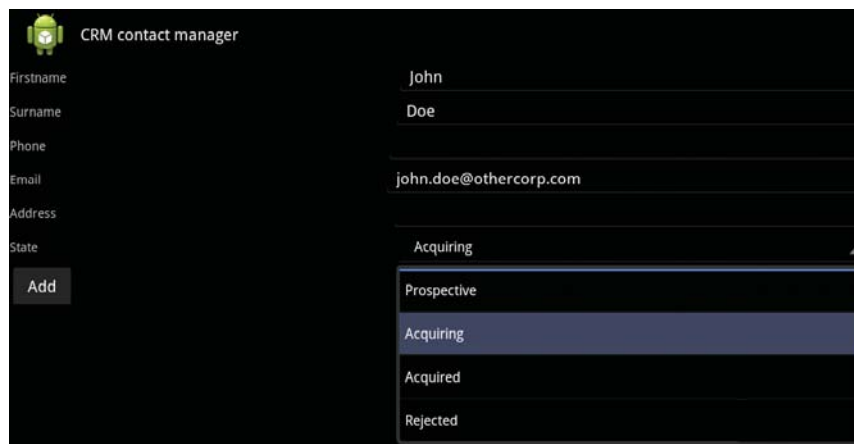 CRM contact manager
Firstname John
Surname Doe
Phone
Email john.doe@othercorp.com
Address
State Acquiring
Add
Prospective
Acquiring
Acquired
Rejected